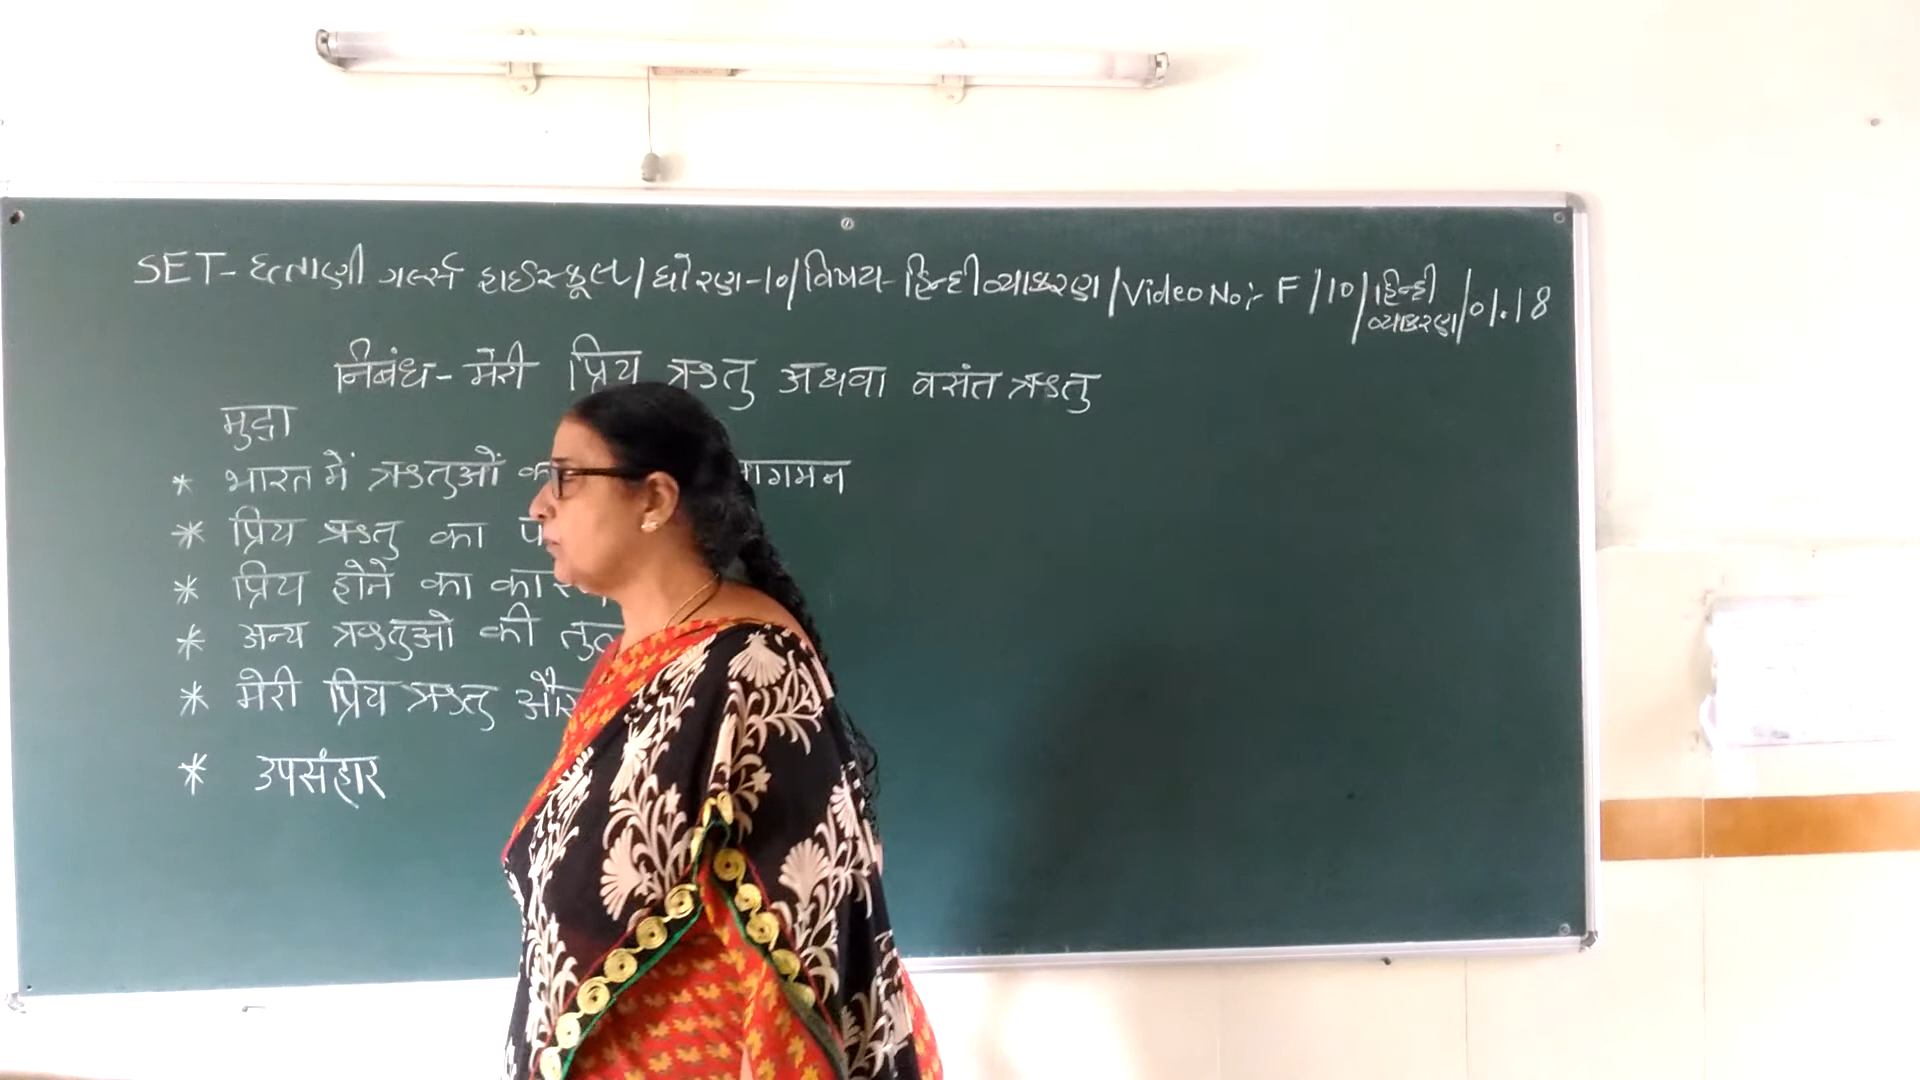 SET- દત્તાણી ગર્લ્સ હાઈસ્કૂલ/ધોરણ-૧૦/વિષય- હિન્દી વ્યાકરણ/Video No:- F/10/હિન્દી વ્યાકરણ/01.18
निबंध- मेरी प्रिय ऋतु अथवा वसंत ऋतु
मुद्दा
* भारत में ऋतुओं का
* प्रिय ऋतु का
* प्रिय होने का
* अन्य ऋतुओ की
* मेरी प्रिय ऋतु और
* उपसंहार